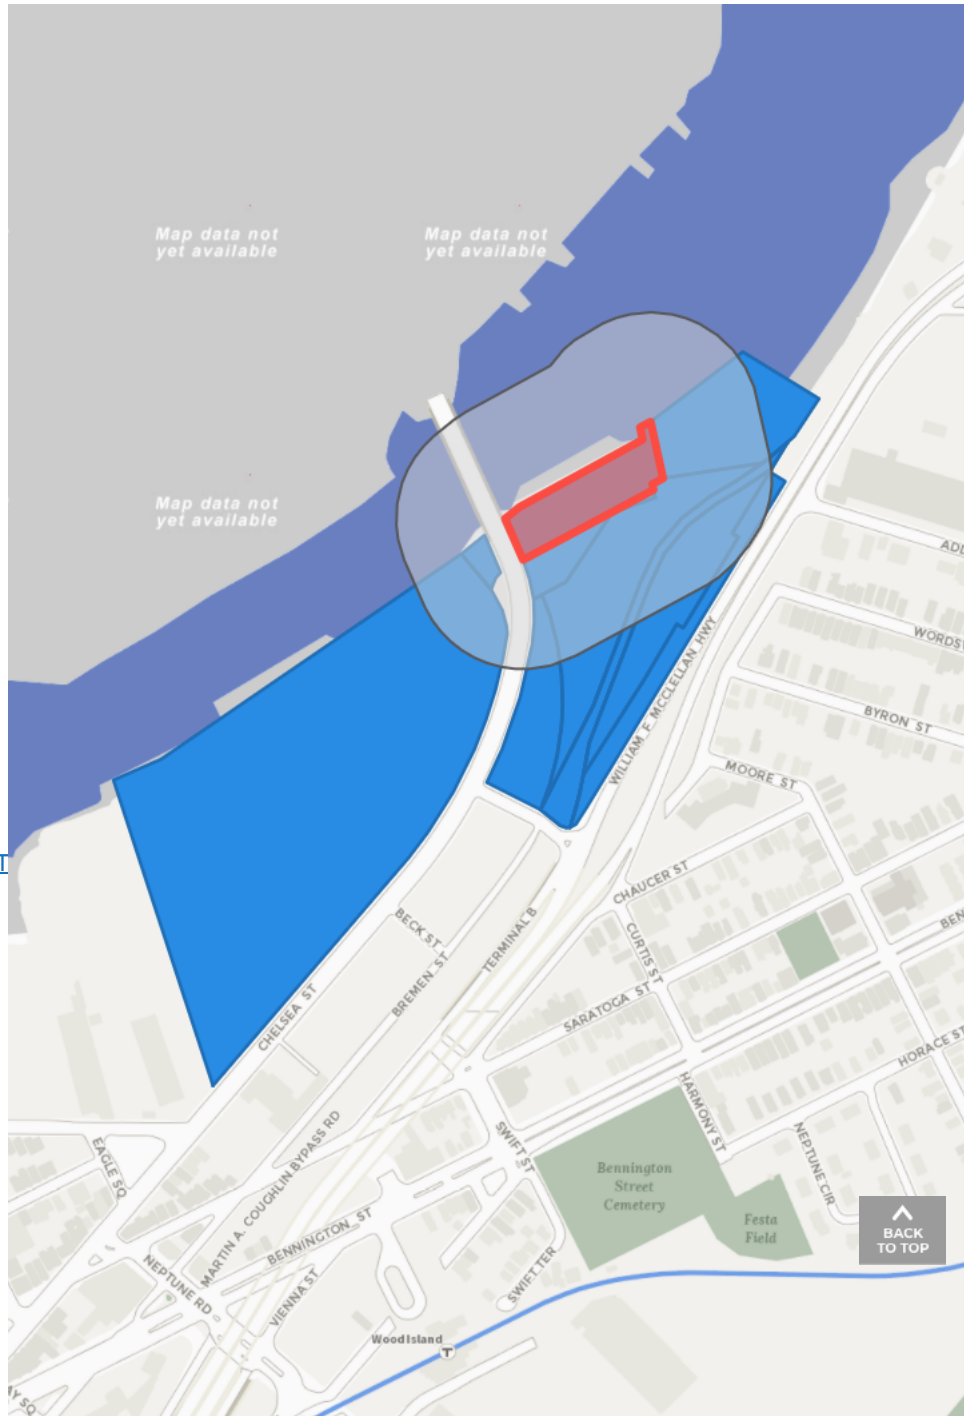 Map data not
yet available
Map data not
yet available
Map data not
yet available
ADD
WORDSW
BYRON ST
WILLIAM F MCCLELLAN HWY
MOORE ST
T
CHAUCER ST
BECK ST
TERMINAL B
CURTIS ST
BEN
BREMEN ST
SARATOGA ST
CHELSEA ST
HORACE ST
HARMONY ST
EAGLE SQ
SWIFT ST
MARTIN A. COUGHLIN BYPASS RD
NEPTUNE CIR
Bennington
Street
Cemetery
Festa
Field
BACK
TO TOP
BENNINGTON ST
NEPTUNE RD
VIENNA ST
SWIFT TER
Wood Island
T
AY SQ